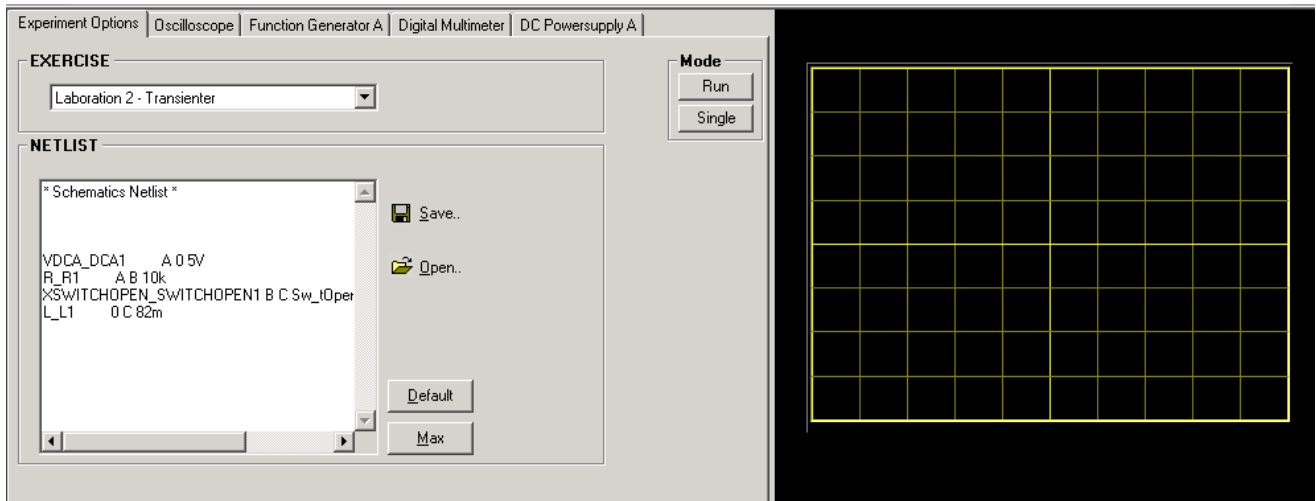 Experiment Options Oscilloscope Function Generator A Digital Multimeter DC Powersupply A
EXERCISE
Laboration 2 - Transienter
Mode
Run
Single
NETLIST
* Schematics Netlist *
VDCA_DCA1 A 0 5V
R_R1 A B 10k
XSWITCHOPEN_SWITCHOPEN1 B C Sw_tOper
L_L1 0 C 82m
Save..
Open..
Default
Max